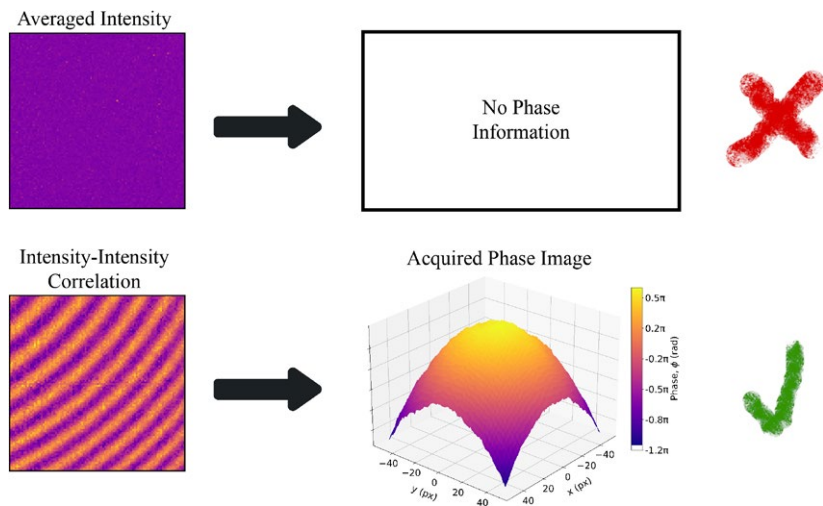 Averaged Intensity
No Phase
Information
Intensity-Intensity
Correlation
Acquired Phase Image
0.5π
0.2π
-0.2π
-0.5π
-0.8π
-1.2π
Phase, ϕ (rad)
-40
-20
0
20
40
y (px)
-40
-20
0
20
40
x (px)